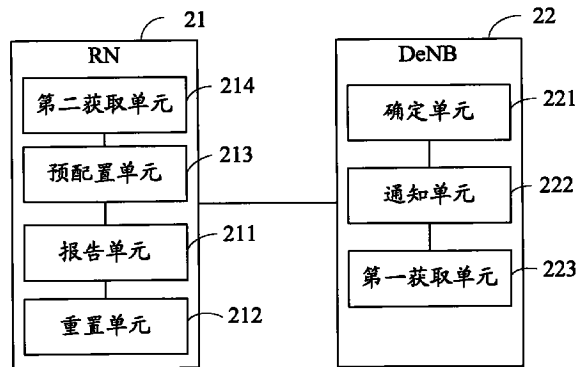 21
RN
第二获取单元
214
预配置单元
213
报告单元
211
重置单元
212
22
DeNB
确定单元
221
通知单元
222
第一获取单元
223